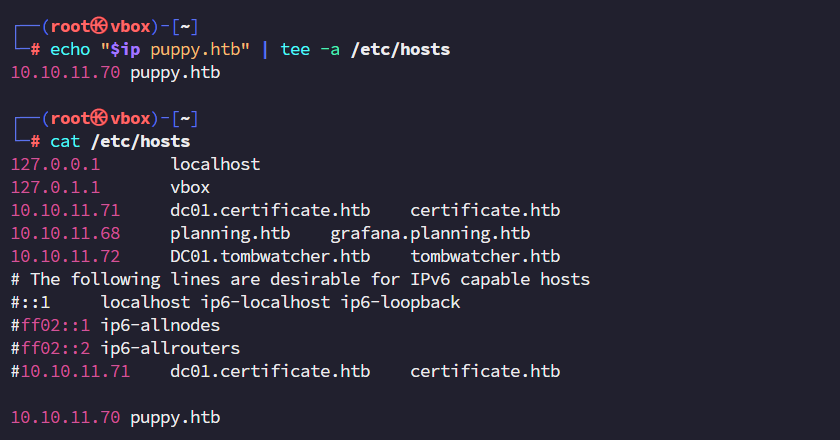 ┌──(root㉿vbox)-[~]
└─# echo "$ip puppy.htb" | tee -a /etc/hosts
10.10.11.70 puppy.htb

┌──(root㉿vbox)-[~]
└─# cat /etc/hosts
127.0.0.1       localhost
127.0.1.1       vbox
10.10.11.71     dc01.certificate.htb    certificate.htb
10.10.11.68     planning.htb    grafana.planning.htb
10.10.11.72     DC01.tombwatcher.htb    tombwatcher.htb
# The following lines are desirable for IPv6 capable hosts
#::1     localhost ip6-localhost ip6-loopback
#ff02::1 ip6-allnodes
#ff02::2 ip6-allrouters
#10.10.11.71    dc01.certificate.htb    certificate.htb

10.10.11.70 puppy.htb